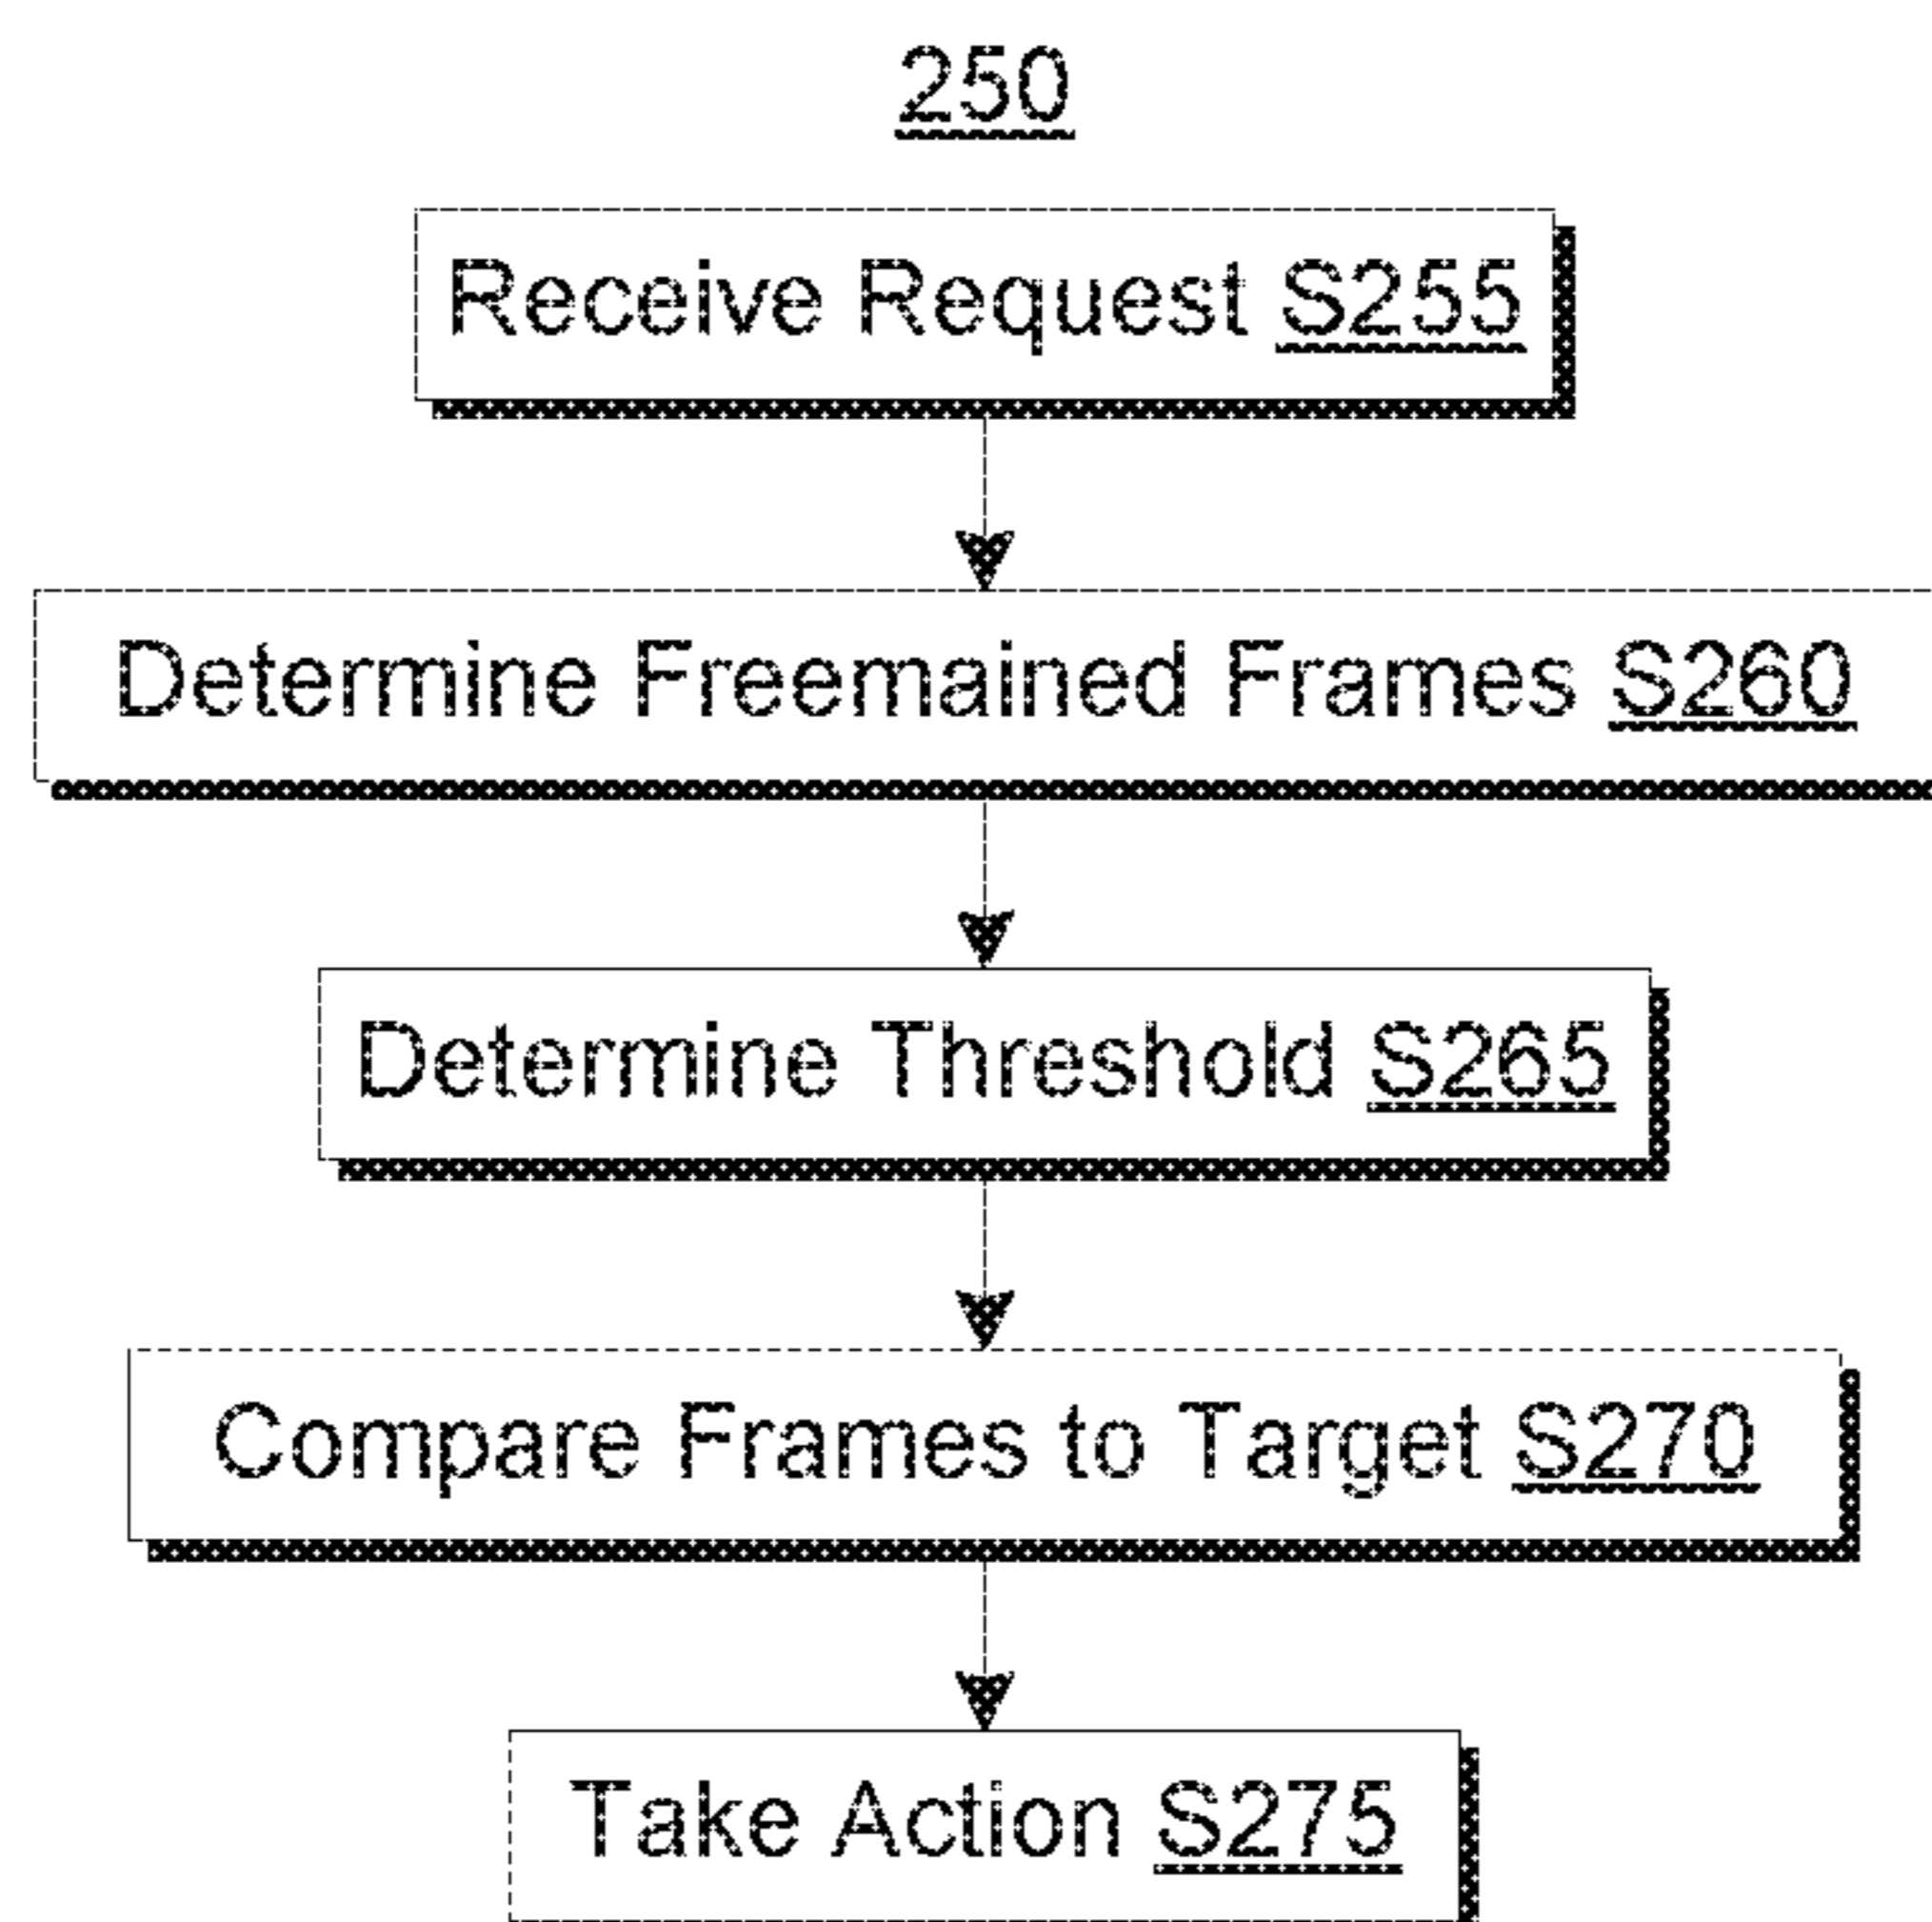 250
Receive Request S255
Determine Freemained Frames S260
Determine Threshold S265
Compare Frames to Target S270
Take Action S275